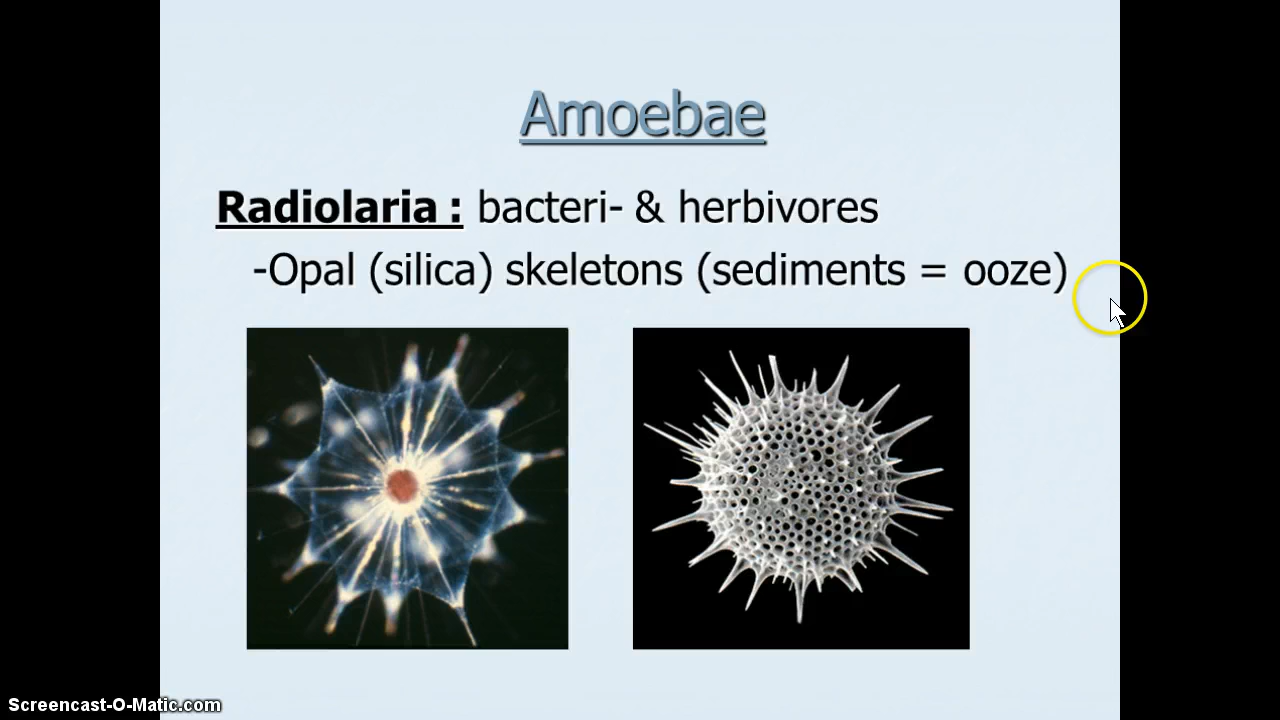 Amoebae
Radiolaria : bacteri- & herbivores
-Opal (silica) skeletons (sediments = ooze)
Screencast-O-Matic.com